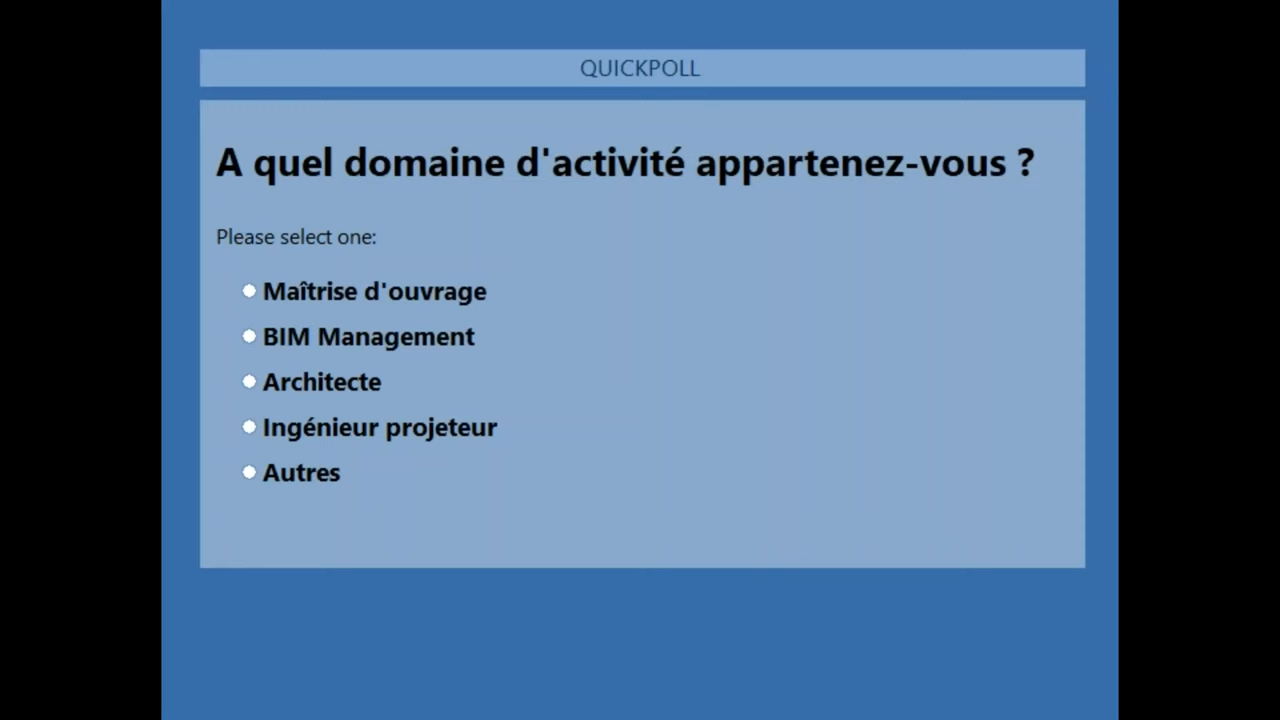 QUICKPOLL
A quel domaine d'activité appartenez-vous ?
Please select one:
Maîtrise d'ouvrage
BIM Management
Architecte
Ingénieur projeteur
Autres